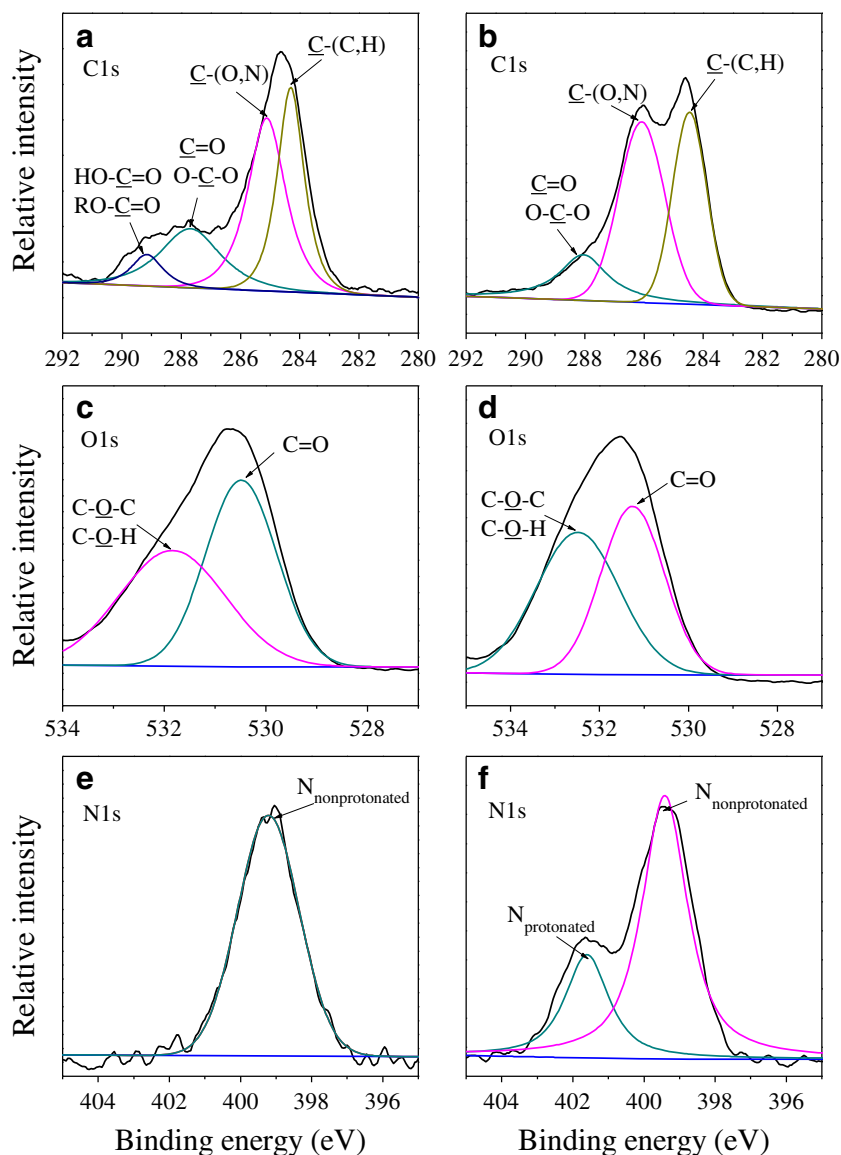 a
C1s
C-(O,N)
C-(C,H)
C=O
O-C-O
HO-C=O
RO-C=O
Relative intensity
292 290 288 286 284 282 280
b
C1s
C-(O,N)
C-(C,H)
C=O
O-C-O
292 290 288 286 284 282 280
c
O1s
C=O
C-O-C
C-O-H
Relative intensity
534 532 530 528
d
O1s
C=O
C-O-C
C-O-H
534 532 530 528
e
N1s
Nnonprotonated
Relative intensity
404 402 400 398 396
Binding energy (eV)
f
N1s
N nonprotonated
Nprotonated
404 402 400 398 396
Binding energy (eV)